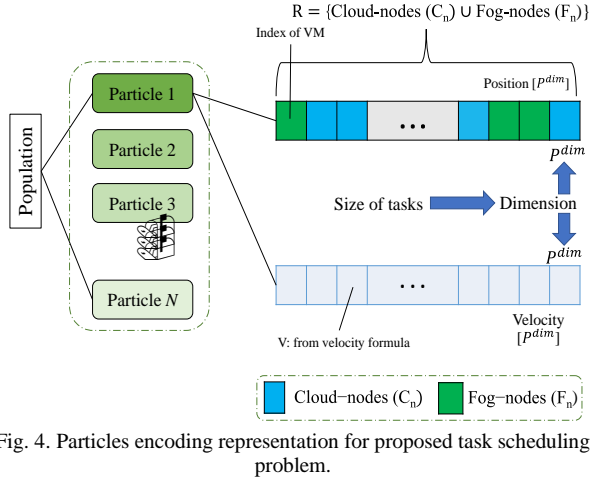 R = {Cloud-nodes (Cₙ) ∪ Fog-nodes (Fₙ)}
Index of VM
Position [P^dim]
Population
Particle 1
Particle 2
Particle 3
Particle N
...
P^dim
Size of tasks
Dimension
P^dim
...
V: from velocity formula
Velocity
[P^dim]
Cloud−nodes (Cₙ)
Fog−nodes (Fₙ)
Fig. 4. Particles encoding representation for proposed task scheduling
problem.